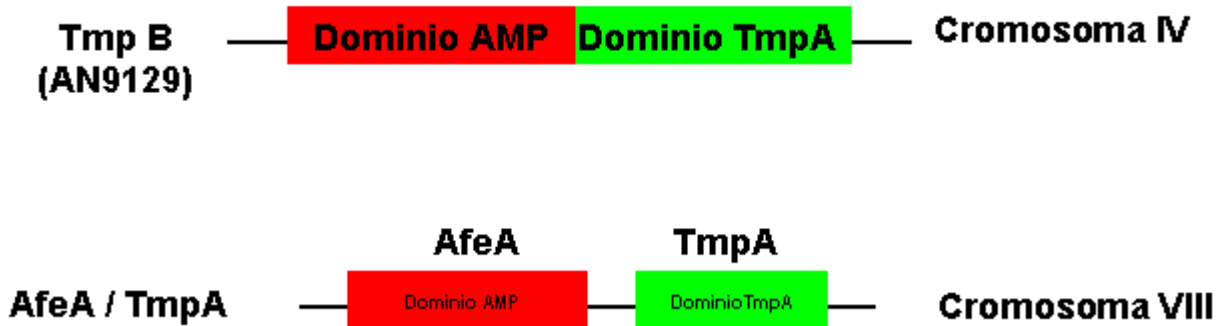 Tmp B
(AN9129)
Dominio AMP
Dominio TmpA
Cromosoma IV
AfeA
TmpA
AfeA / TmpA
Dominio AMP
DominioTmpA
Cromosoma VIII